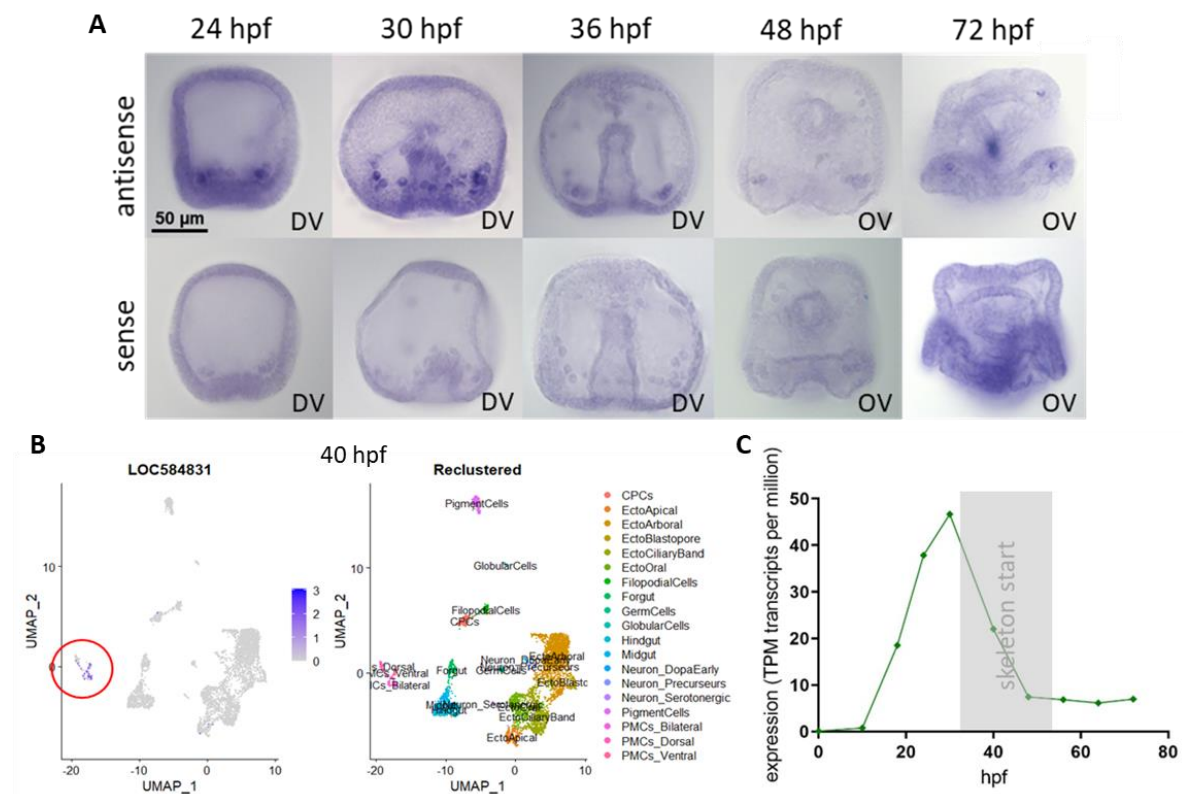 A
24 hpf 30 hpf 36 hpf 48 hpf 72 hpf
antisense
50 µm
DV DV DV OV OV
sense
DV DV DV OV OV
B
40 hpf
LOC584831
UMAP_2
10
0
-20 -10 0 10
UMAP_1
3
2
1
0
Reclustered
UMAP_2
10
0
-20 -10 0 10
UMAP_1
PigmentCells
GlobularCells
FilopodialCells
CPCs
Forgut
EctoCiliaryBand
EctoApical
CPCs
EctoApical
EctoArboral
EctoBlastopore
EctoCiliaryBand
EctoOral
FilopodialCells
Forgut
GermCells
GlobularCells
Hindgut
Midgut
Neuron_DopaEarly
Neuron_Precurseurs
Neuron_Serotonergic
PigmentCells
PMCs_Bilateral
PMCs_Dorsal
PMCs_Ventral
C
expression (TPM transcripts per million)
50
40
30
20
10
0
0 20 40 60 80
hpf
skeleton start